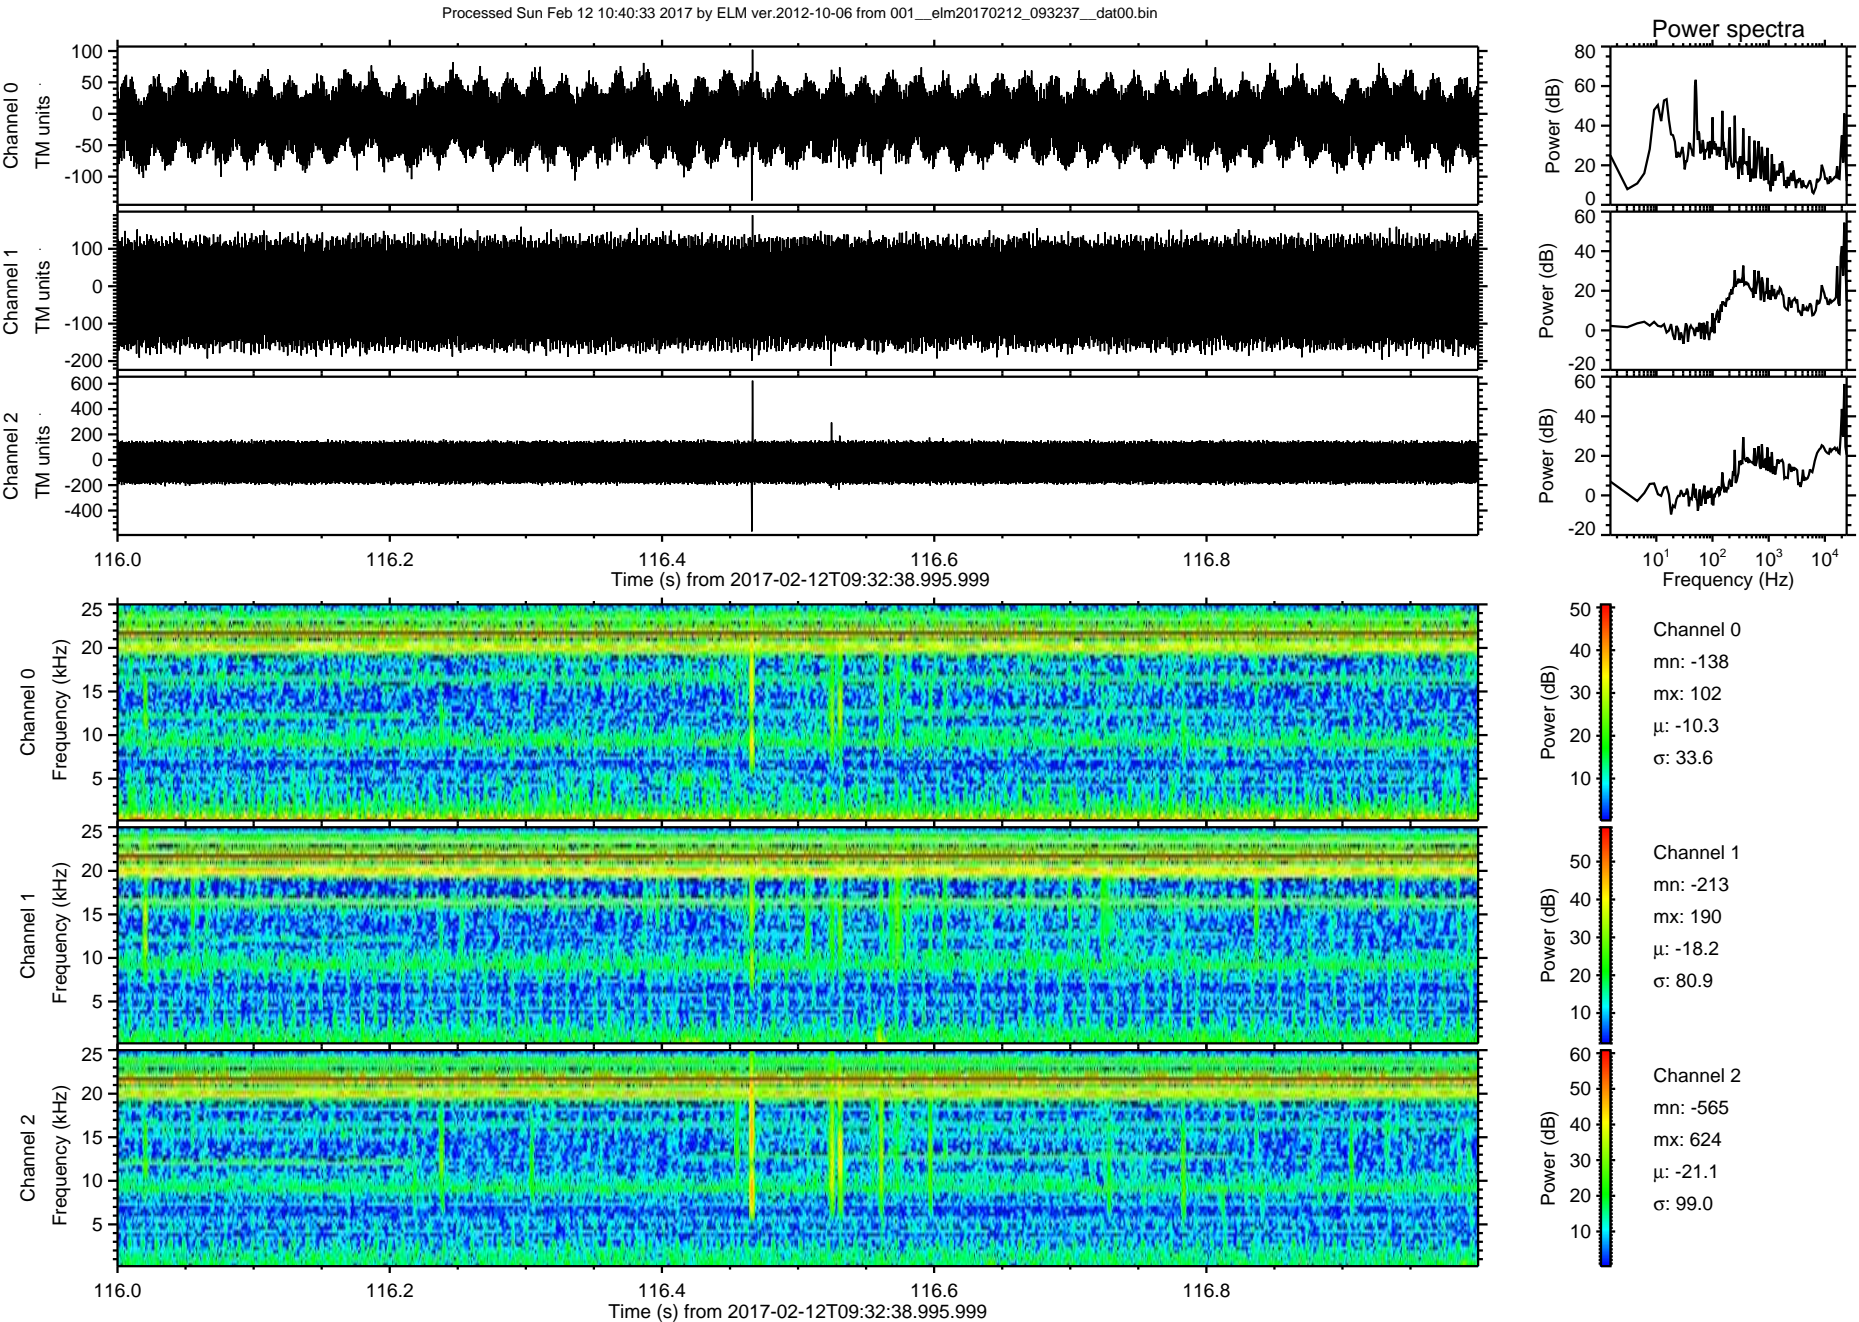 Processed Sun Feb 12 10:40:33 2017 by ELM ver.2012-10-06 from 001__elm20170212_093237__dat00.bin
Power spectra
Channel 0
TM units
100
50
0
-50
-100
Power (dB)
80
60
40
20
0
Channel 1
TM units
100
0
-100
-200
Power (dB)
60
40
20
0
-20
Channel 2
TM units
600
400
200
0
-200
-400
Power (dB)
60
40
20
0
-20
116.0 116.2 116.4 116.6 116.8
Time (s) from 2017-02-12T09:32:38.995.999
10^1 10^2 10^3 10^4
Frequency (Hz)
Channel 0
Frequency (kHz)
25
20
15
10
5
Power (dB)
50
40
30
20
10
Channel 0
mn: -138
mx: 102
μ: -10.3
σ: 33.6
Channel 1
Frequency (kHz)
25
20
15
10
5
Power (dB)
50
40
30
20
10
Channel 1
mn: -213
mx: 190
μ: -18.2
σ: 80.9
Channel 2
Frequency (kHz)
25
20
15
10
5
Power (dB)
60
50
40
30
20
10
Channel 2
mn: -565
mx: 624
μ: -21.1
σ: 99.0
116.0 116.2 116.4 116.6 116.8
Time (s) from 2017-02-12T09:32:38.995.999